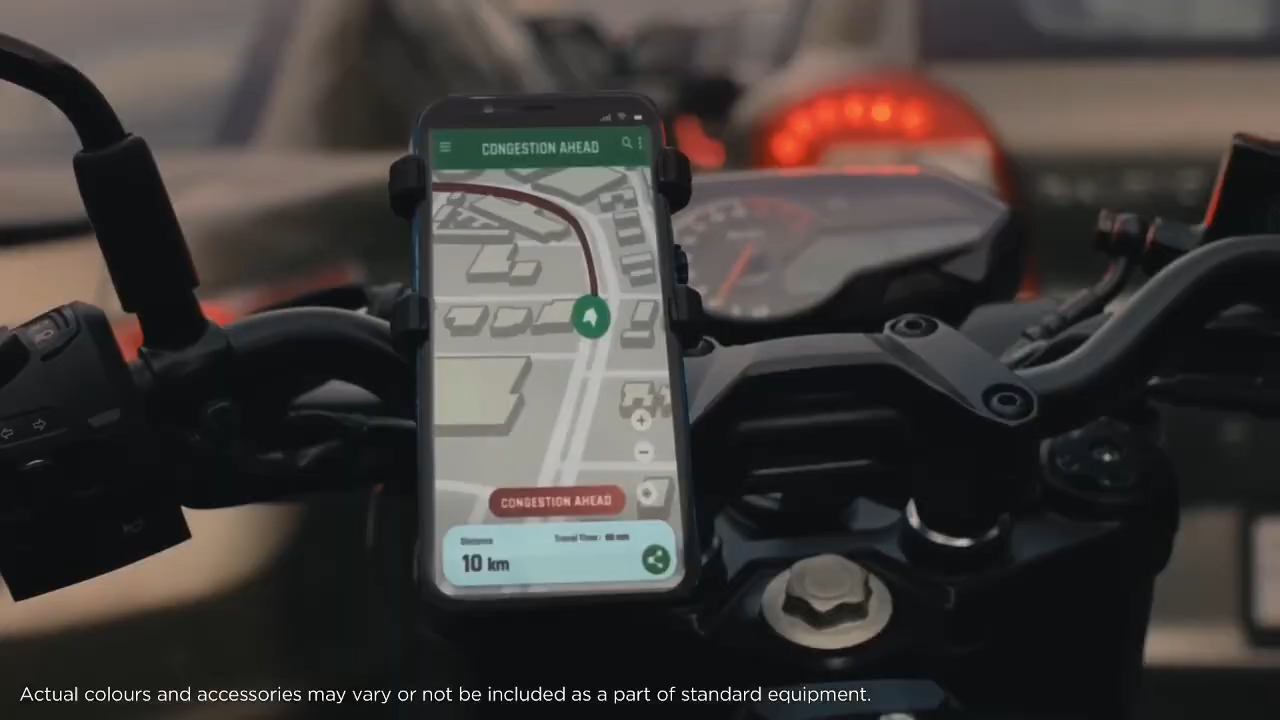 CONGESTION AHEAD
CONGESTION AHEAD
Distance
Travel Time :
10 km
Actual colours and accessories may vary or not be included as a part of standard equipment.